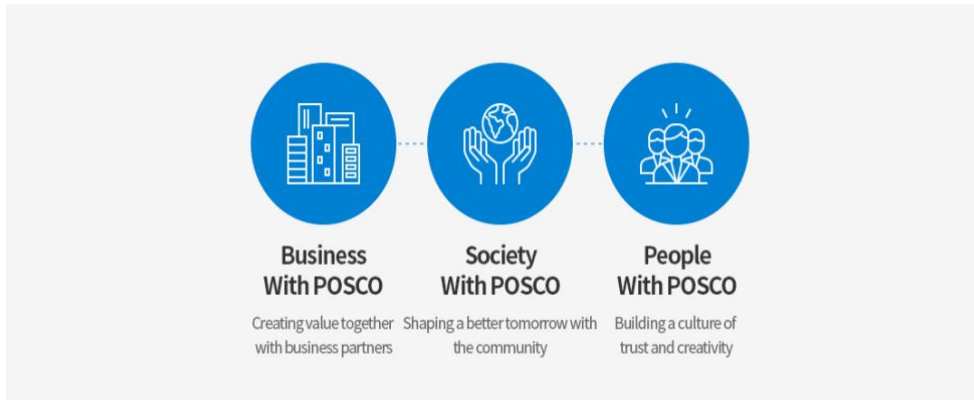 Business
With POSCO
Creating value together
with business partners
Society
With POSCO
Shaping a better tomorrow with
the community
People
With POSCO
Building a culture of
trust and creativity